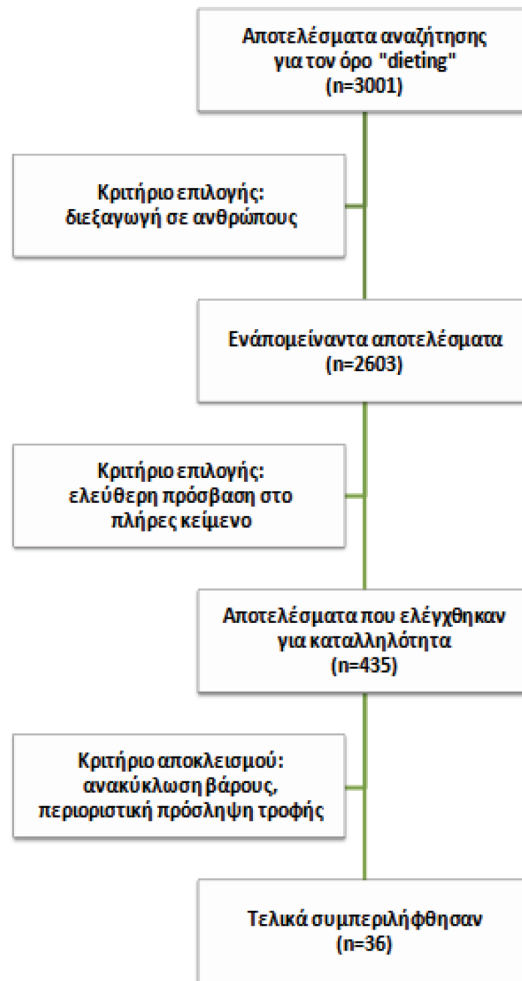 Αποτελέσματα αναζήτησης
για τον όρο "dieting"
(n=3001)
Κριτήριο επιλογής:
διεξαγωγή σε ανθρώπους
Ενάπομείναντα αποτελέσματα
(n=2603)
Κριτήριο επιλογής:
ελεύθερη πρόσβαση στο
πλήρες κείμενο
Αποτελέσματα που ελέγχθηκαν
για καταλληλότητα
(n=435)
Κριτήριο αποκλεισμού:
ανακύκλωση βάρους,
περιοριστική πρόσληψη τροφής
Τελικά συμπεριλήφθησαν
(n=36)